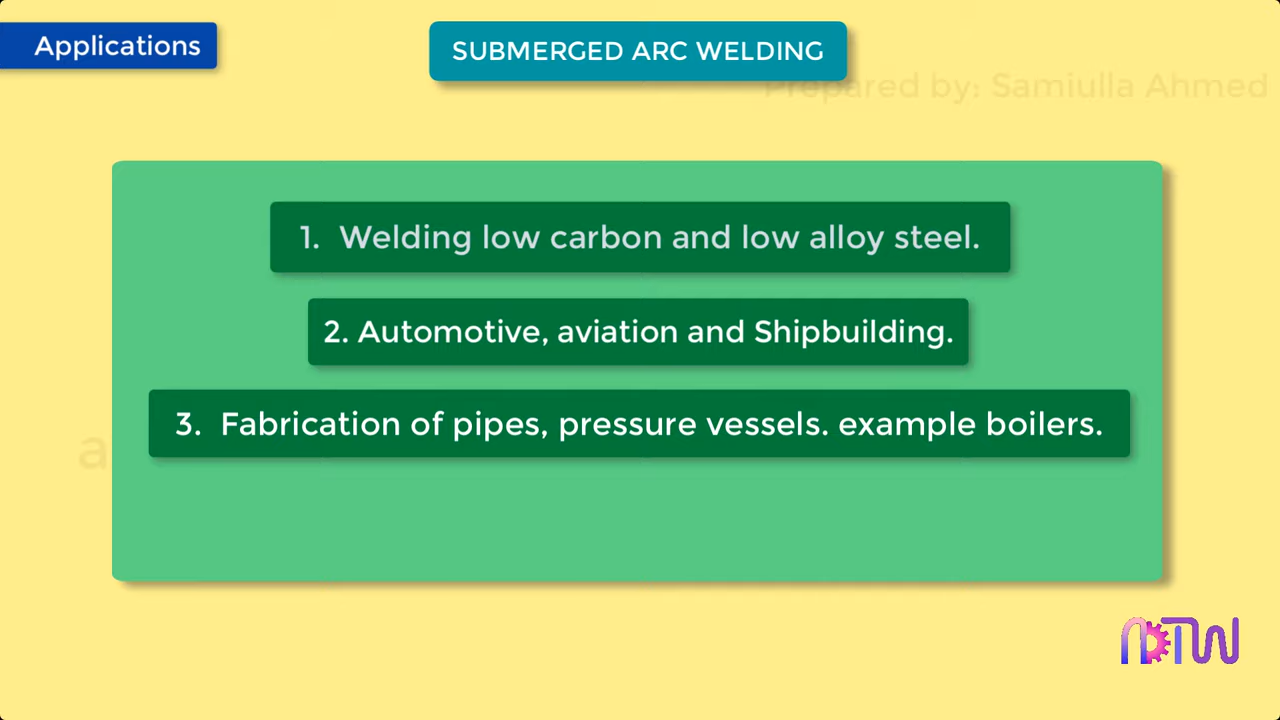 Applications
SUBMERGED ARC WELDING
Prepared by: Samiulla Ahmed
1. Welding low carbon and low alloy steel.
2. Automotive, aviation and Shipbuilding.
3. Fabrication of pipes, pressure vessels. example boilers.